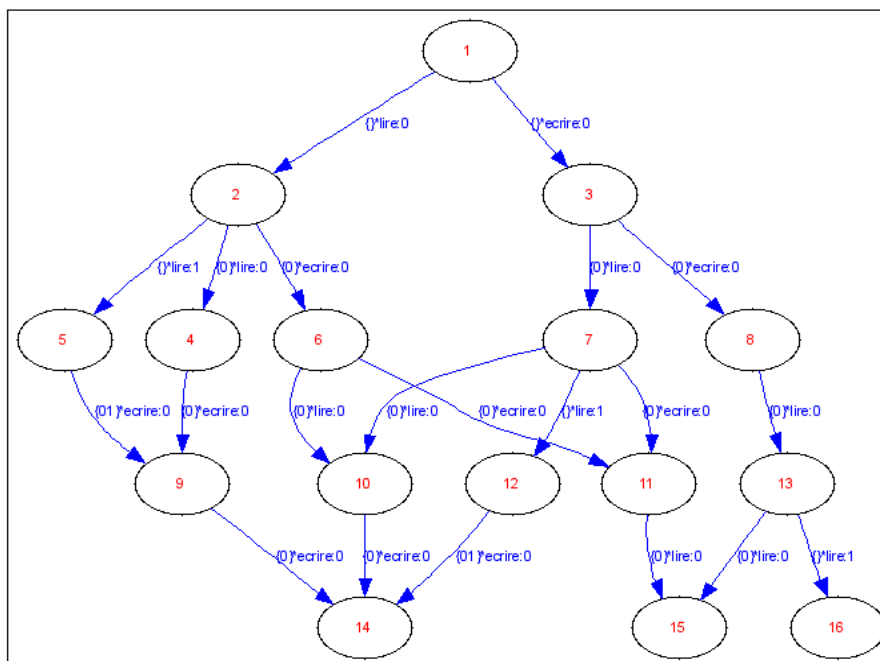 1
{}*lire:0 {}*ecrire:0
2 3
{}*lire:1 {0}*lire:0 {0}*ecrire:0 {0}*lire:0 {0}*ecrire:0
5 4 6 7 8
{01}*ecrire:0 {0}*ecrire:0 {0}*lire:0 {0}*lire:0 {0}*ecrire:0 {}*lire:1 {0}*ecrire:0 {0}*lire:0
9 10 12 11 13
{0}*ecrire:0 {0}*ecrire:0 {01}*ecrire:0 {0}*lire:0 {0}*lire:0 {}*lire:1
14 15 16